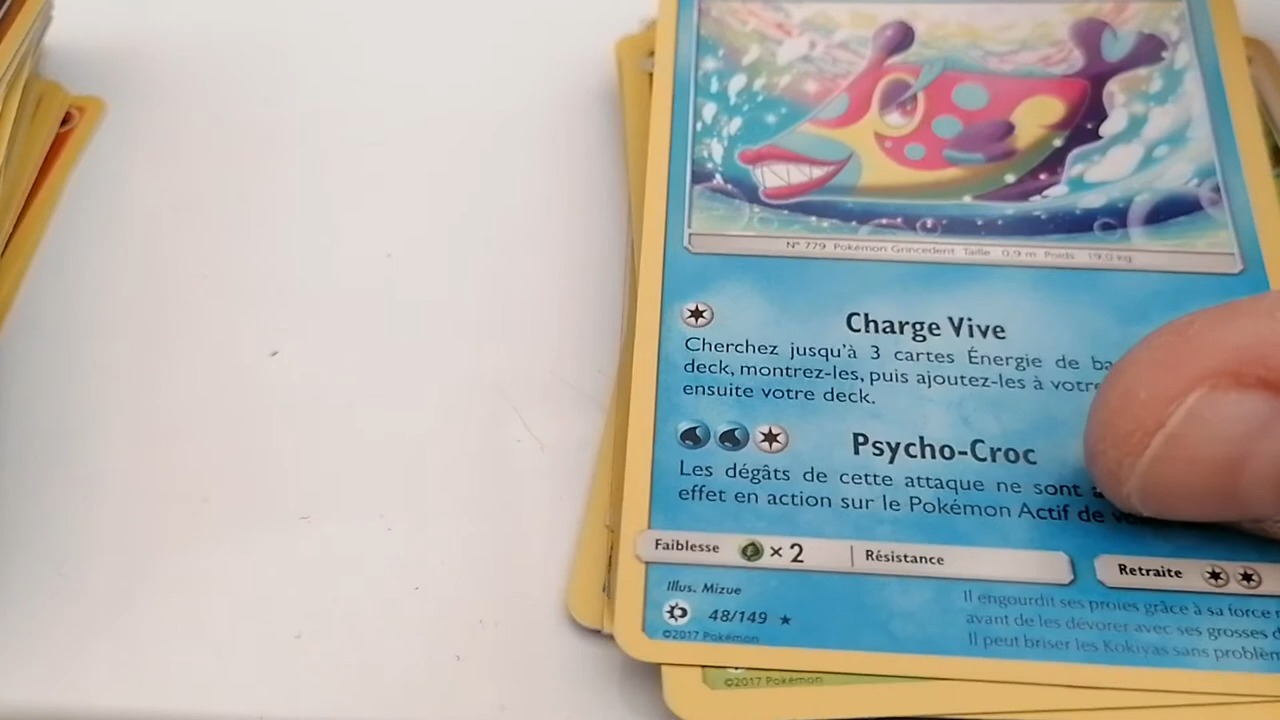 N° 779 Pokémon Grincedent Taille : 0,9 m Poids : 19,0 kg
Charge Vive
Cherchez jusqu'à 3 cartes Énergie de
deck, montrez-les, puis ajoutez-les à
ensuite votre deck.
Psycho-Croc
Les dégâts de cette attaque ne sont
effet en action sur le Pokémon Actif de
Faiblesse × 2 Résistance Retraite
Illus. Mizue
48/149
©2017 Pokémon
Il engourdit ses proies grâce à sa force
avant de les dévorer avec ses grosses
Il peut briser les Kokiyas sans
©2017 Pokémon